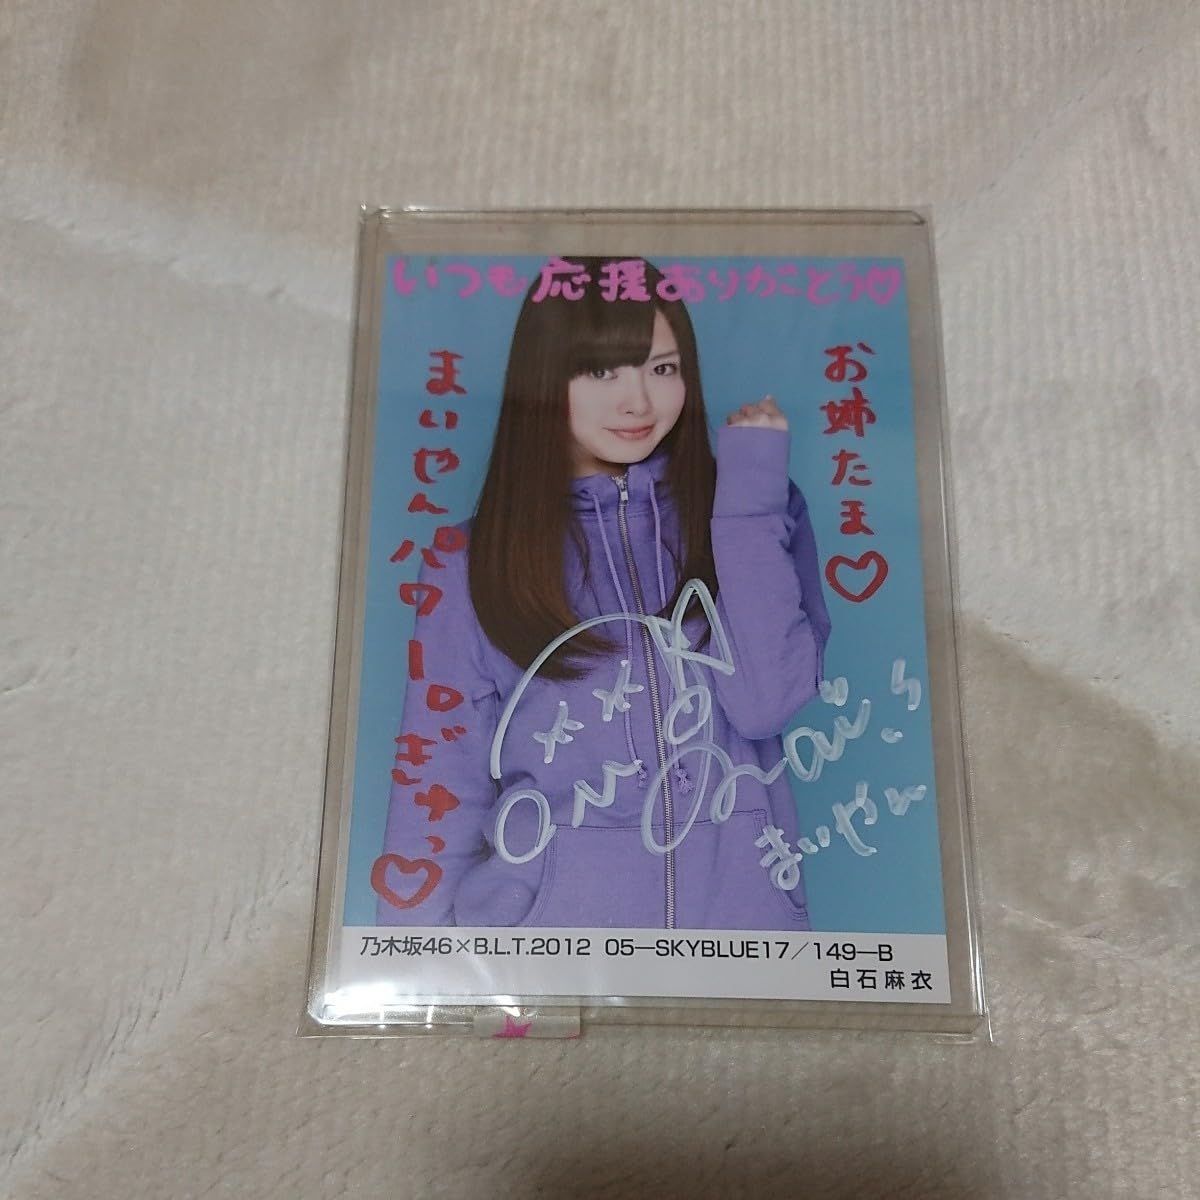 いつも応援ありがとう♡
お姉たま♡
まいやんパワーぎゅっ♡
まいやん
乃木坂46×B.L.T.2012 05―SKYBLUE17／149―B
白石麻衣